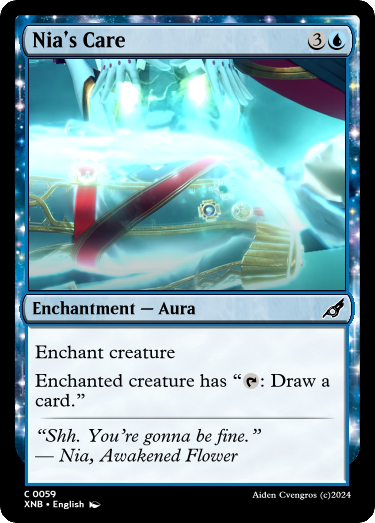 Nia's Care 3
Enchantment — Aura
Enchant creature
Enchanted creature has “: Draw a
card.”
“Shh. You're gonna be fine.”
— Nia, Awakened Flower
C 0059
XNB • English
Aiden Cvengros (c)2024